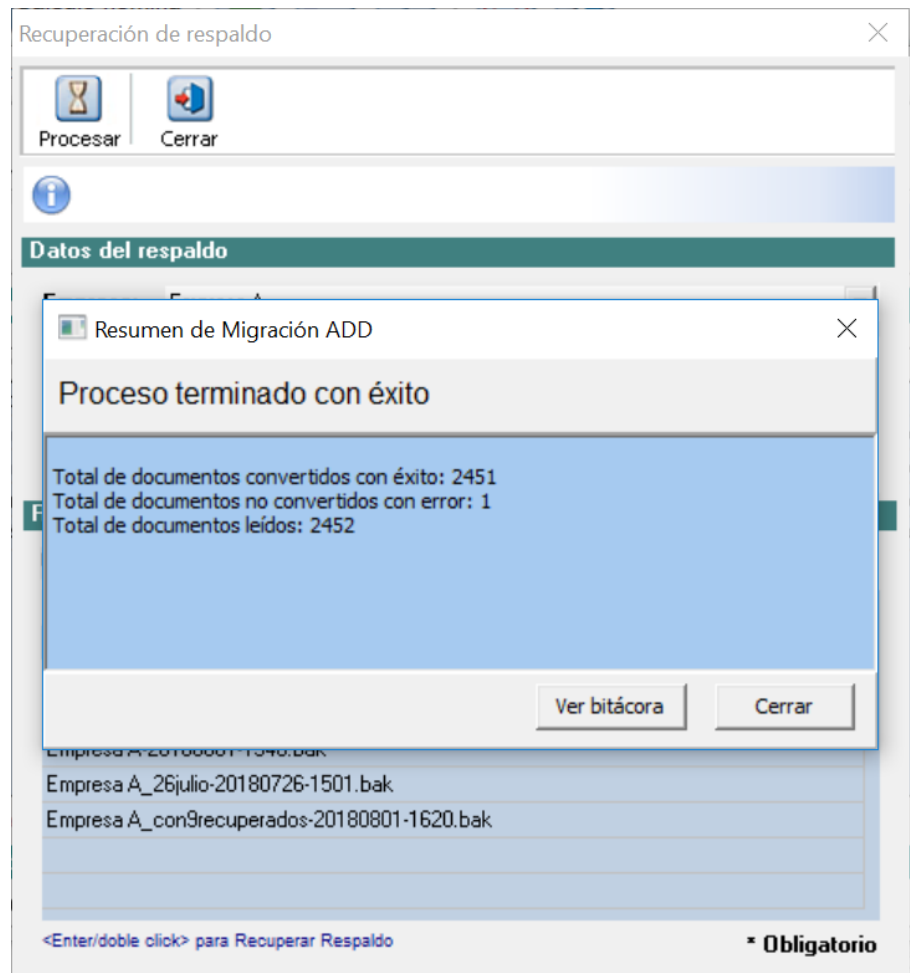 Recuperación de respaldo
Procesar Cerrar
Datos del respaldo
Resumen de Migración ADD
Proceso terminado con éxito
Total de documentos convertidos con éxito: 2451
Total de documentos no convertidos con error: 1
Total de documentos leídos: 2452
Ver bitácora Cerrar
Empresa A_26julio-20180726-1501.bak
Empresa A_con9recuperados-20180801-1620.bak
<Enter/doble click> para Recuperar Respaldo
* Obligatorio